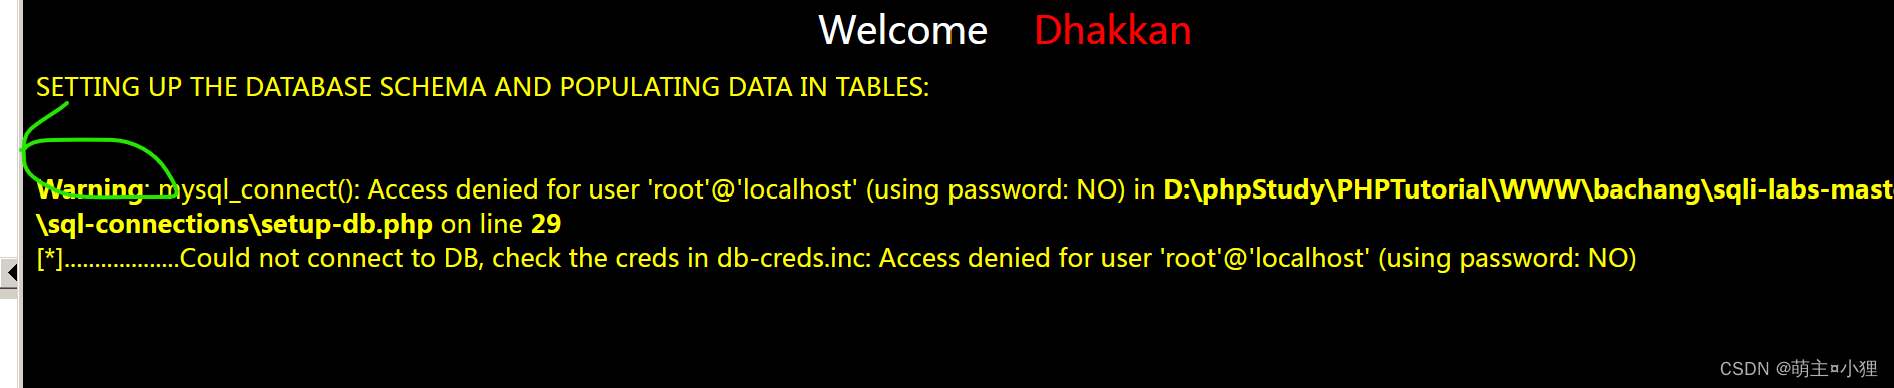 Welcome Dhakkan
SETTING UP THE DATABASE SCHEMA AND POPULATING DATA IN TABLES:
Warning: mysql_connect(): Access denied for user 'root'@'localhost' (using password: NO) in D:\phpStudy\PHPTutorial\WWW\bachang\sqli-labs-mast
\sql-connections\setup-db.php on line 29
[*]...................Could not connect to DB, check the creds in db-creds.inc: Access denied for user 'root'@'localhost' (using password: NO)
CSDN @萌主¤小狸